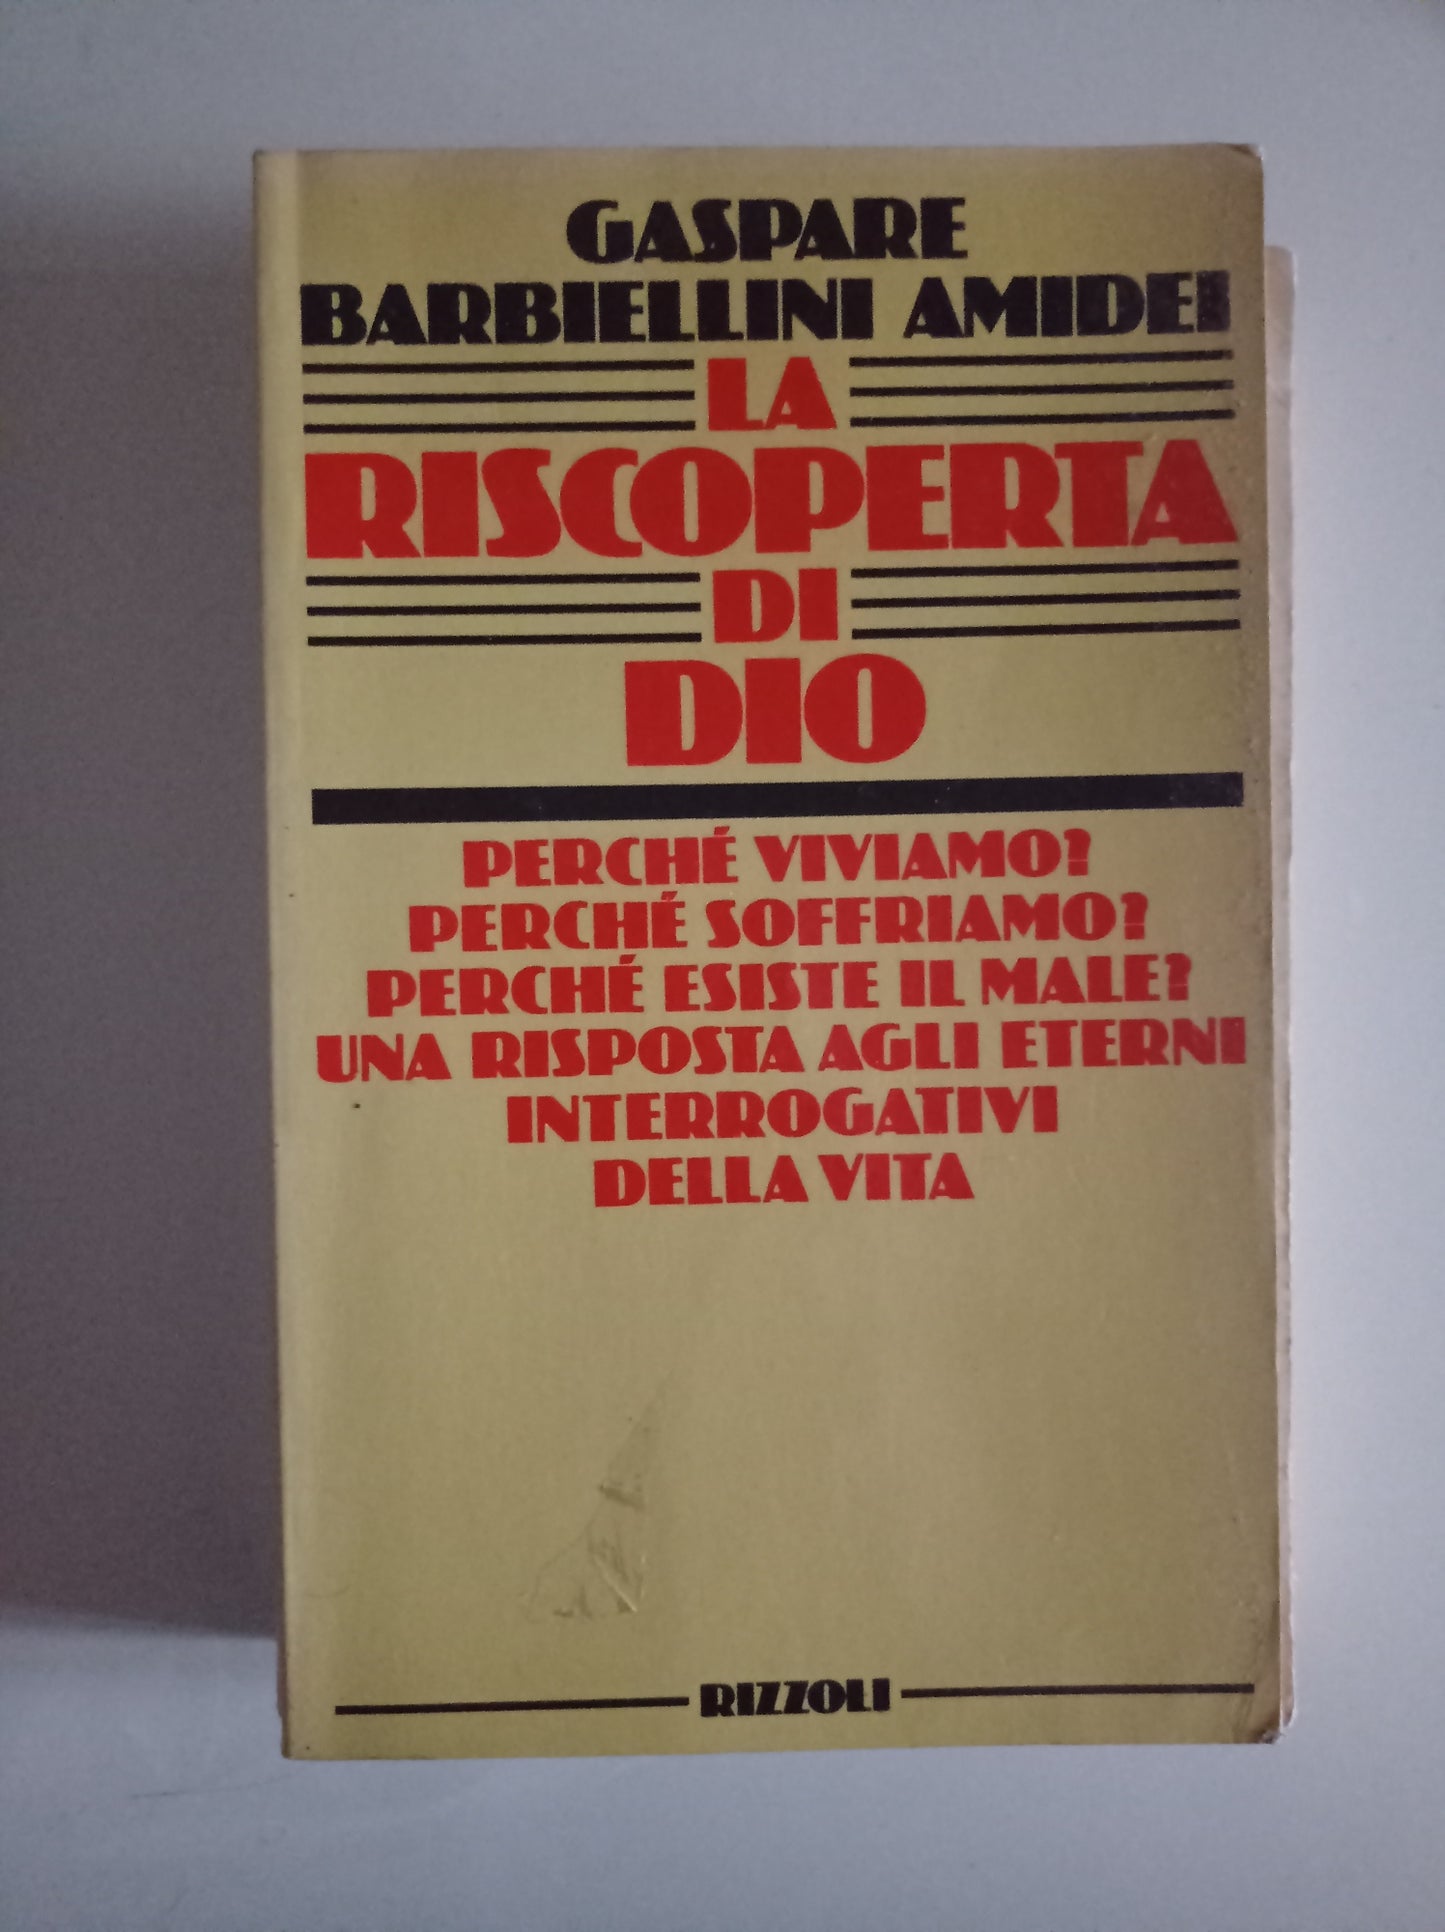 GASPARE
BARBIELLINI AMIDEI
LA
RISCOPERTA
DI
DIO
PERCHÉ VIVIAMO?
PERCHÉ SOFFRIAMO?
PERCHÉ ESISTE IL MALE?
UNA RISPOSTA AGLI ETERNI
INTERROGATIVI
DELLA VITA
RIZZOLI